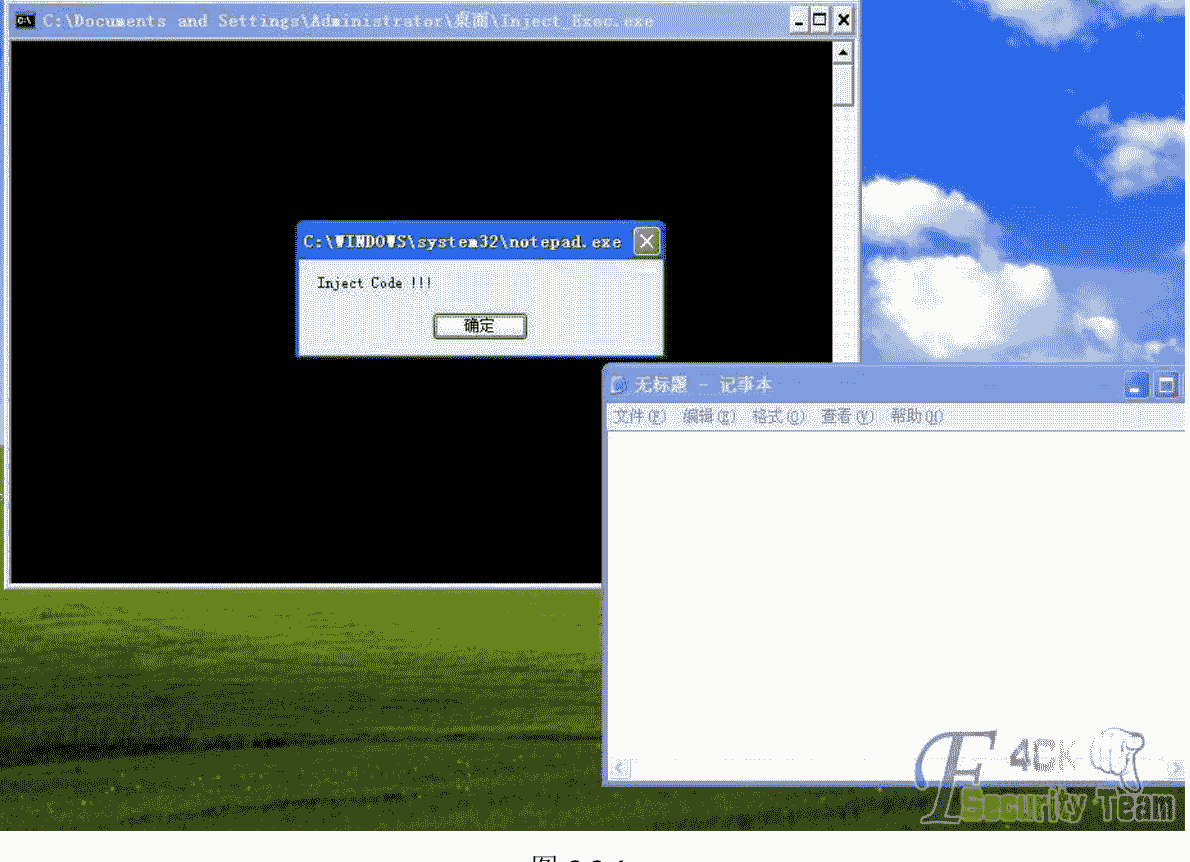 C:\Documents and Settings\Administrator\桌面\Inject_Exec.exe
C:\WINDOWS\system32\notepad.exe
Inject Code !!!
确定
无标题 - 记事本
文件(F) 编辑(E) 格式(O) 查看(V) 帮助(H)
F4CK
Security Team